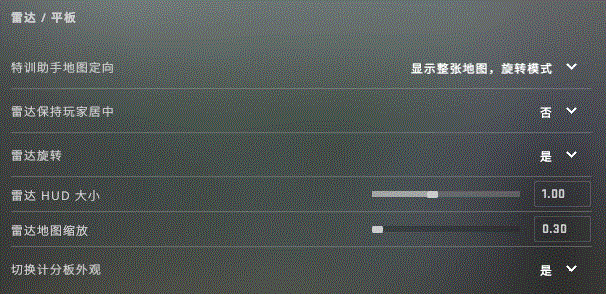 雷达 / 平板
特训助手地图定向 显示整张地图，旋转模式
雷达保持玩家居中 否
雷达旋转 是
雷达 HUD 大小 1.00
雷达地图缩放 0.30
切换计分板外观 是